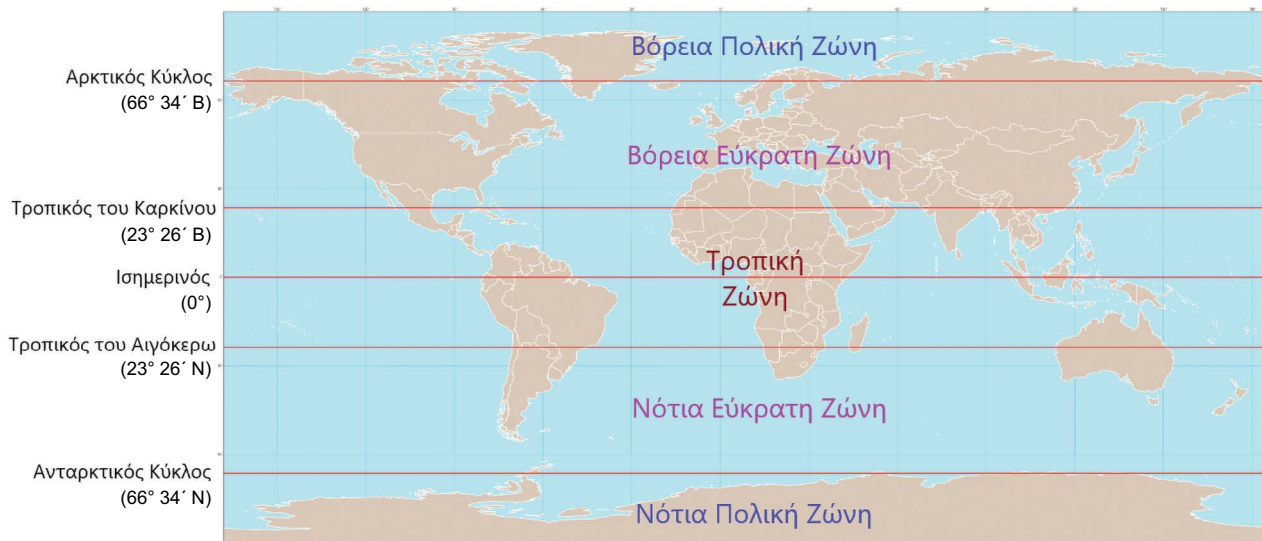 Βόρεια Πολική Ζώνη
Αρκτικός Κύκλος
(66° 34΄ Β)
Βόρεια Εύκρατη Ζώνη
Τροπικός του Καρκίνου
(23° 26΄ Β)
Τροπική
Ζώνη
Ισημερινός
(0°)
Τροπικός του Αιγόκερω
(23° 26΄ Ν)
Νότια Εύκρατη Ζώνη
Ανταρκτικός Κύκλος
(66° 34΄ Ν)
Νότια Πολική Ζώνη